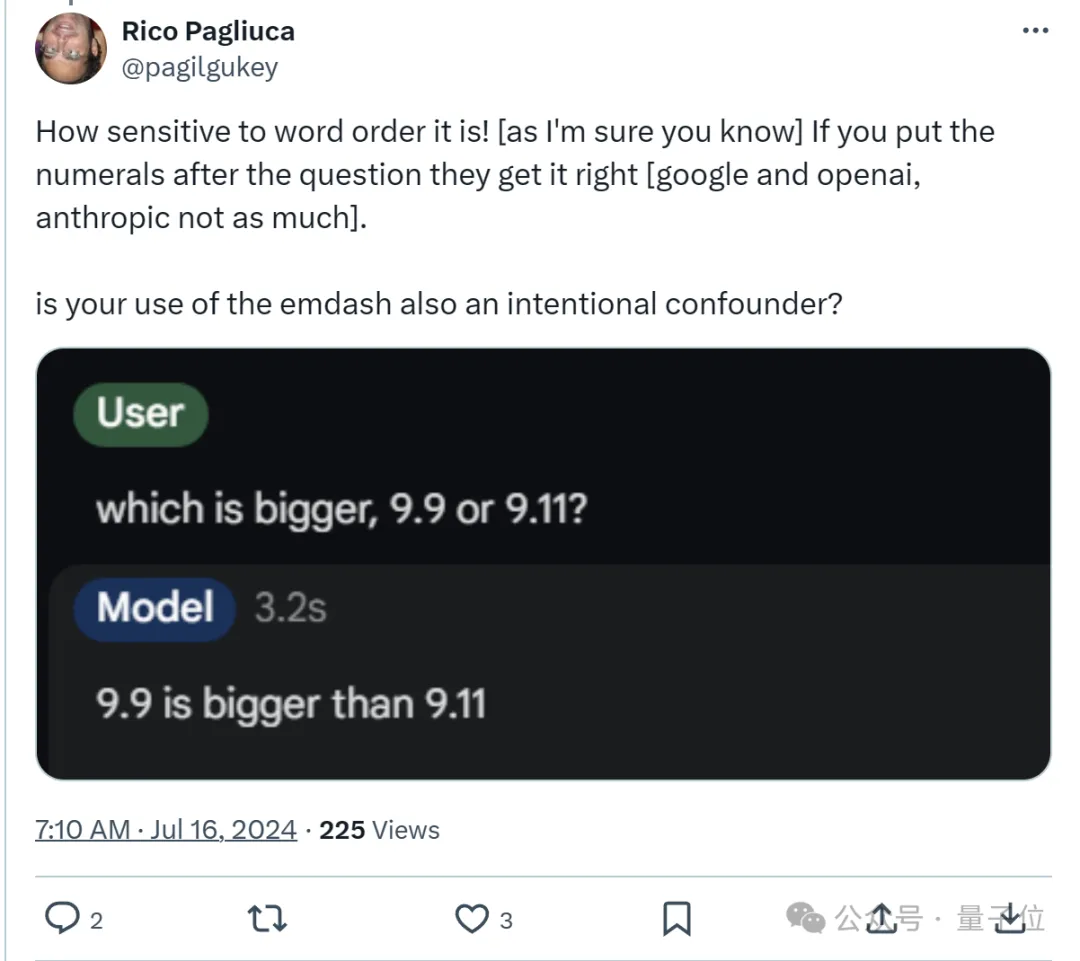 Rico Pagliuca
@pagilgukey
How sensitive to word order it is! [as I'm sure you know] If you put the
numerals after the question they get it right [google and openai,
anthropic not as much].
is your use of the emdash also an intentional confounder?
User
which is bigger, 9.9 or 9.11?
Model 3.2s
9.9 is bigger than 9.11
7:10 AM · Jul 16, 2024 · 225 Views
2 3 公众号 · 量子位